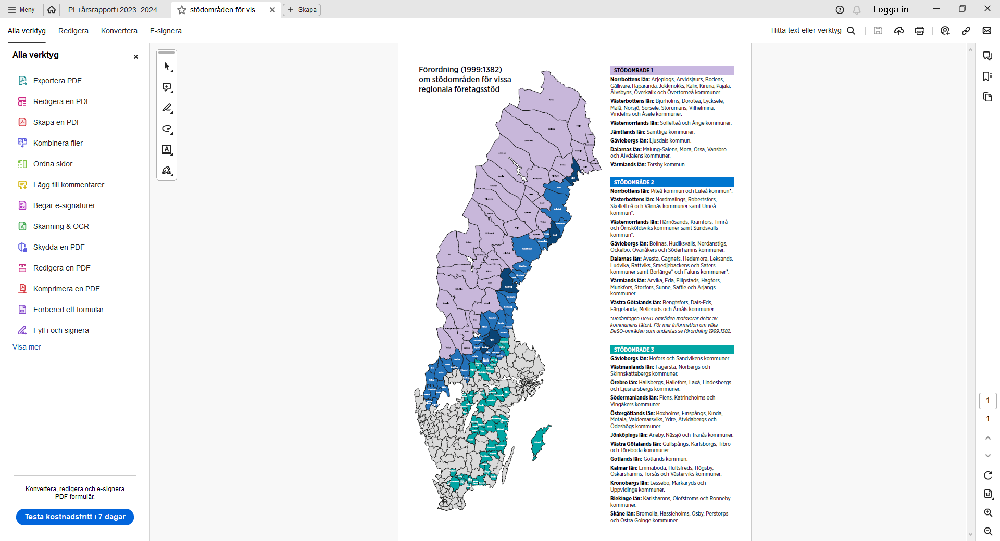 Meny
PL+årsrapport+2023_2024...
stödområden för vis...
Skapa
Logga in
Alla verktyg
Redigera
Konvertera
E-signera
Hitta text eller verktyg
Alla verktyg
Exportera PDF
Redigera en PDF
Skapa en PDF
Kombinera filer
Ordna sidor
Lägg till kommentarer
Begär e-signaturer
Skanning & OCR
Skydda en PDF
Redigera en PDF
Komprimera en PDF
Förbered ett formulär
Fyll i och signera
Visa mer
Konvertera, redigera och e-signera
PDF-formulär.
Testa kostnadsfritt i 7 dagar
Förordning (1999:1382)
om stödområden för vissa
regionala företagsstöd
STÖDOMRÅDE 1
Norrbottens län: Arjeplogs, Arvidsjaurs, Bodens,
Gällivare, Haparanda, Jokkmokks, Kalix, Kiruna, Pajala,
Älvsbyns, Överkalix och Övertorneå kommuner.
Västerbottens län: Bjurholms, Dorotea, Lycksele,
Malå, Norsjö, Sorsele, Storumans, Vilhelmina,
Vindelns och Åsele kommuner.
Västernorrlands län: Sollefteå och Ånge kommuner.
Jämtlands län: Samtliga kommuner.
Gävleborgs län: Ljusdals kommun.
Dalarnas län: Malung-Sälens, Mora, Orsa, Vansbro
och Älvdalens kommuner.
Värmlands län: Torsby kommun.
STÖDOMRÅDE 2
Norrbottens län: Piteå kommun och Luleå kommun*.
Västerbottens län: Nordmalings, Robertsfors,
Skellefteå och Vännäs kommuner samt Umeå
kommun*.
Västernorrlands län: Härnösands, Kramfors, Timrå
och Örnsköldsviks kommuner samt Sundsvalls
kommun*.
Gävleborgs län: Bollnäs, Hudiksvalls, Nordanstigs,
Ockelbo, Ovanåkers och Söderhamns kommuner.
Dalarnas län: Avesta, Gagnefs, Hedemora, Leksands,
Ludvika, Rättviks, Smedjebackens och Säters
kommuner samt Borlänge* och Faluns kommuner*.
Värmlands län: Arvika, Eda, Filipstads, Hagfors,
Munkfors, Storfors, Sunne, Säffle och Årjängs
kommuner.
Västra Götalands län: Bengtsfors, Dals-Eds,
Färgelanda, Melleruds och Åmåls kommuner.
*Undantagna DeSO-områden motsvarar delar av
kommunens tätort. För mer information om vilka
DeSO-områden som undantas se förordning 1999:1382.
STÖDOMRÅDE 3
Gävleborgs län: Hofors och Sandvikens kommuner.
Västmanlands län: Fagersta, Norbergs och
Skinnskattebergs kommuner.
Örebro län: Hallsbergs, Hällefors, Laxå, Lindesbergs
och Ljusnarsbergs kommuner.
Södermanlands län: Flens, Katrineholms och
Vingåkers kommuner.
Östergötlands län: Boxholms, Finspångs, Kinda,
Motala, Valdemarsviks, Ydre, Åtvidabergs och
Ödeshögs kommuner.
Jönköpings län: Aneby, Nässjö och Tranås kommuner.
Västra Götalands län: Gullspångs, Karlsborgs, Tibro
och Töreboda kommuner.
Gotlands län: Gotlands kommun.
Kalmar län: Emmaboda, Hultsfreds, Högsby,
Oskarshamns, Torsås och Västerviks kommuner.
Kronobergs län: Lessebo, Markaryds och
Uppvidinge kommuner.
Blekinge län: Karlshamns, Olofströms och Ronneby
kommuner.
Skåne län: Bromölla, Hässleholms, Osby, Perstorps
och Östra Göinge kommuner.
1
1